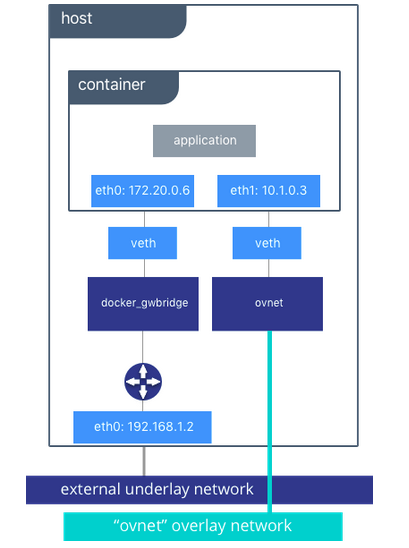 host
container
application
eth0: 172.20.0.6
eth1: 10.1.0.3
veth
veth
docker_gwbridge
ovnet
eth0: 192.168.1.2
external underlay network
“ovnet” overlay network